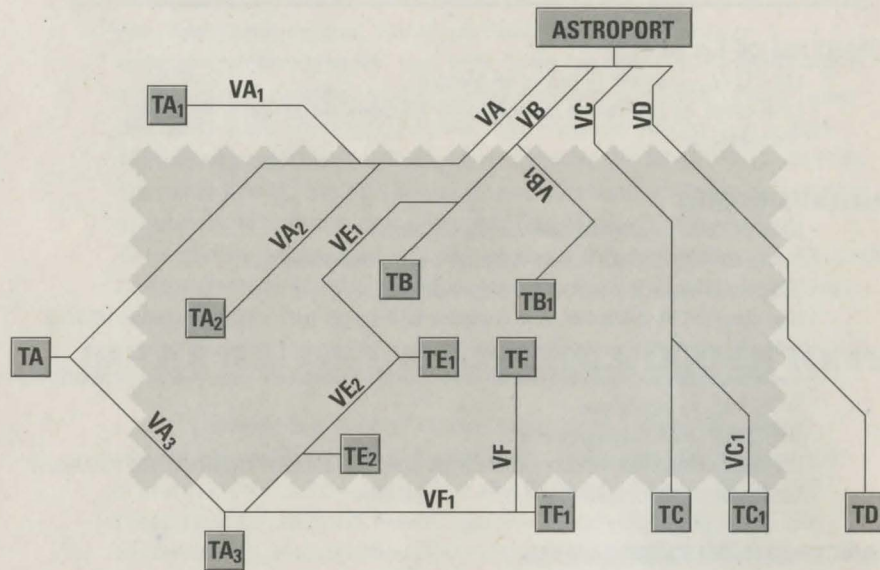 ASTROPORT
TA₁
VA₁
VA
VB
VC
VD
VB₁
VA₂
VE₁
TB
TB₁
TA₂
TA
TE₁
TF
VE₂
VA₃
TE₂
VF
VC₁
VF₁
TA₃
TF₁
TC
TC₁
TD